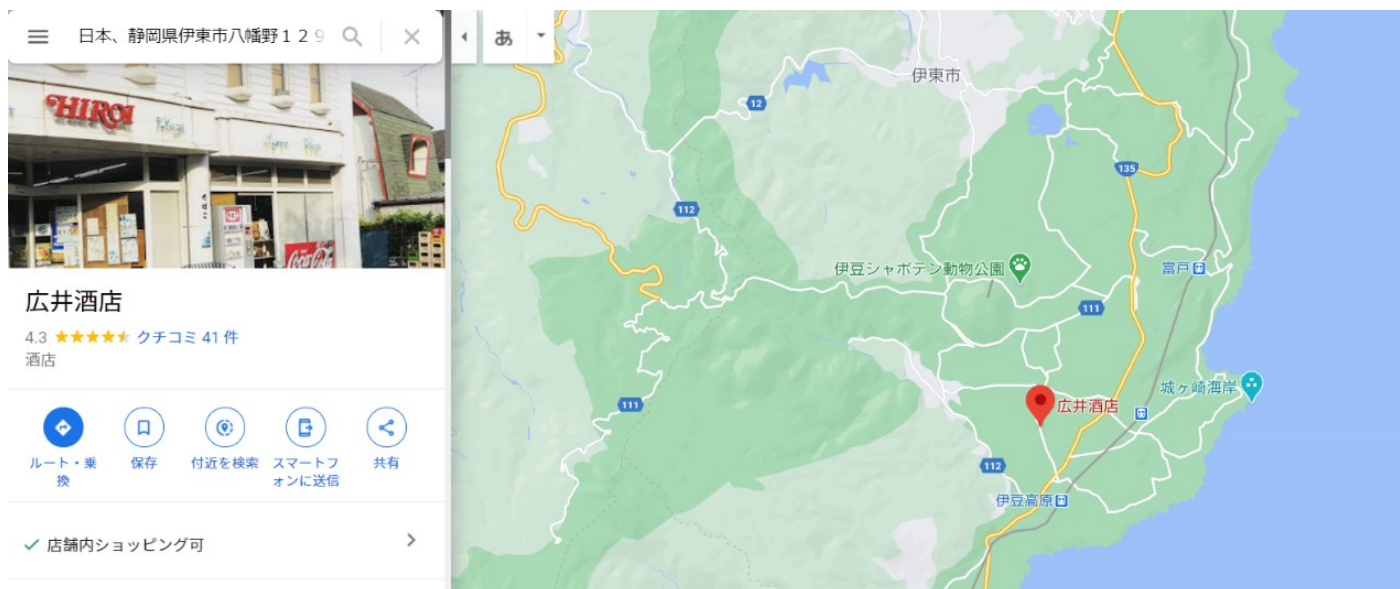 日本、静岡県伊東市八幡野１２９
あ
HIROI
たばこ
Coca-Cola
広井酒店
4.3 クチコミ 41 件
酒店
ルート・乗換
保存
付近を検索
スマートフォンに送信
共有
店舗内ショッピング可
伊東市
12
135
112
伊豆シャボテン動物公園
富戸
111
城ヶ崎海岸
111
広井酒店
112
伊豆高原